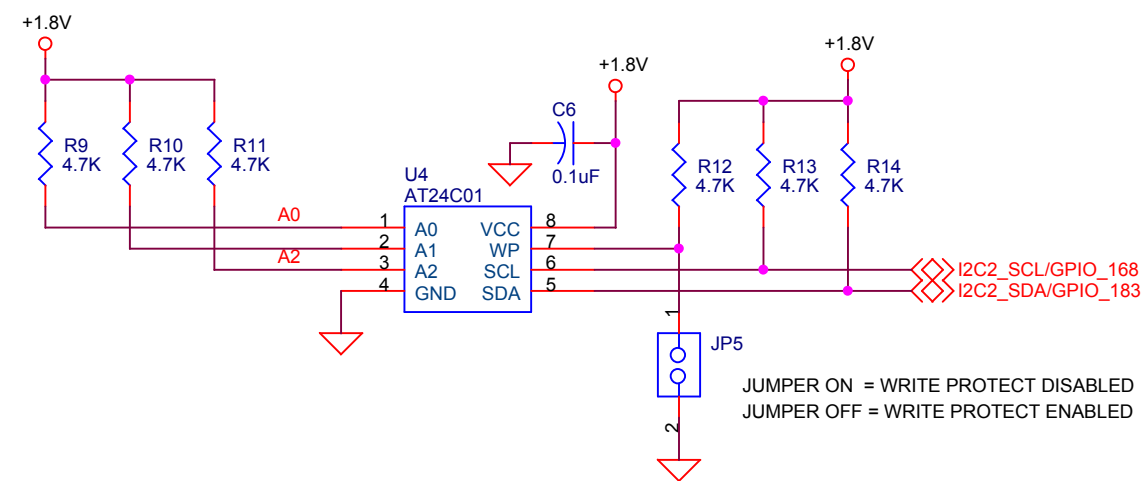 +1.8V
+1.8V
+1.8V
C6
0.1uF
R9
4.7K
R10
4.7K
R11
4.7K
R12
4.7K
R13
4.7K
R14
4.7K
U4
AT24C01
A0
A2
1
2
3
4
A0
A1
A2
GND
VCC
WP
SCL
SDA
8
7
6
5
I2C2_SCL/GPIO_168
I2C2_SDA/GPIO_183
1
JP5
2
JUMPER ON = WRITE PROTECT DISABLED
JUMPER OFF = WRITE PROTECT ENABLED